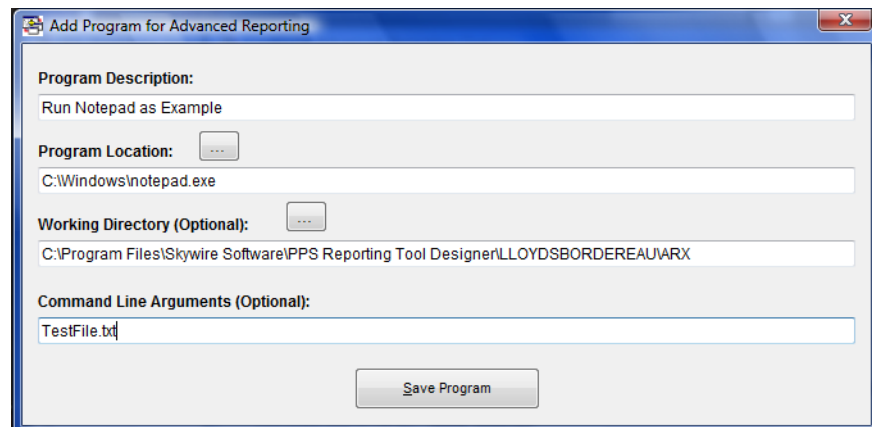 Add Program for Advanced Reporting
Program Description:
Run Notepad as Example
Program Location:
...
C:\Windows\notepad.exe
Working Directory (Optional):
...
C:\Program Files\Skywire Software\PPS Reporting Tool Designer\LLOYDSBORDEREAU\ARX
Command Line Arguments (Optional):
TestFile.txt
Save Program